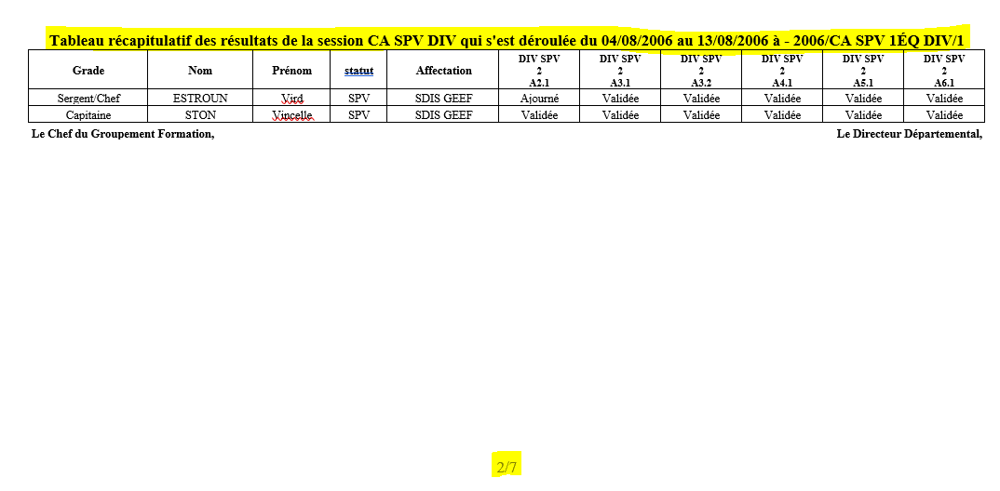 Tableau récapitulatif des résultats de la session CA SPV DIV qui s'est déroulée du 04/08/2006 au 13/08/2006 à - 2006/CA SPV 1ÉQ DIV/1
Grade Nom Prénom statut Affectation DIV SPV 2 A2.1 DIV SPV 2 A3.1 DIV SPV 2 A3.2 DIV SPV 2 A4.1 DIV SPV 2 A5.1 DIV SPV 2 A6.1
Sergent/Chef ESTROUN Vird SPV SDIS GEEF Ajourné Validée Validée Validée Validée Validée
Capitaine STON Vincelle SPV SDIS GEEF Validée Validée Validée Validée Validée Validée
Le Chef du Groupement Formation, Le Directeur Départemental,
2/7